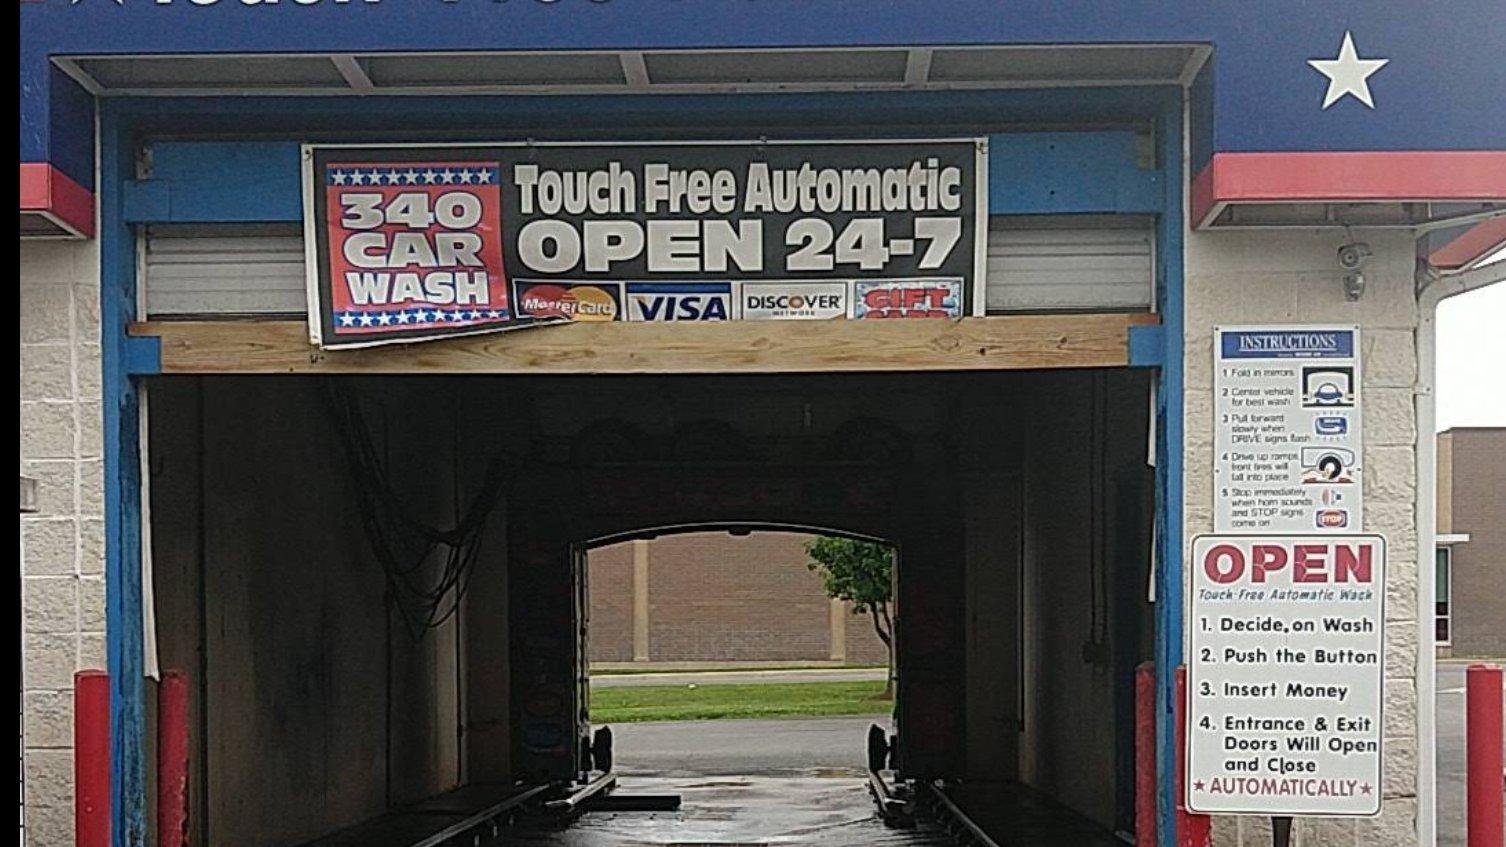 Touch
340
CAR
WASH
Touch Free Automatic
OPEN 24-7
MasterCard
VISA
DISCOVER
NETWORK
GIFT
INSTRUCTIONS
1 Fold in mirrors
2 Center vehicle
for best wash
3 Pull forward
slowly when
DRIVE signs flash
4 Drive up ramps,
front tires will
fall into place
5 Stop immediately
when horn sounds
and STOP signs
come on
STOP
OPEN
Touch-Free Automatic Wash
1. Decide, on Wash
2. Push the Button
3. Insert Money
4. Entrance & Exit
Doors Will Open
and Close
AUTOMATICALLY